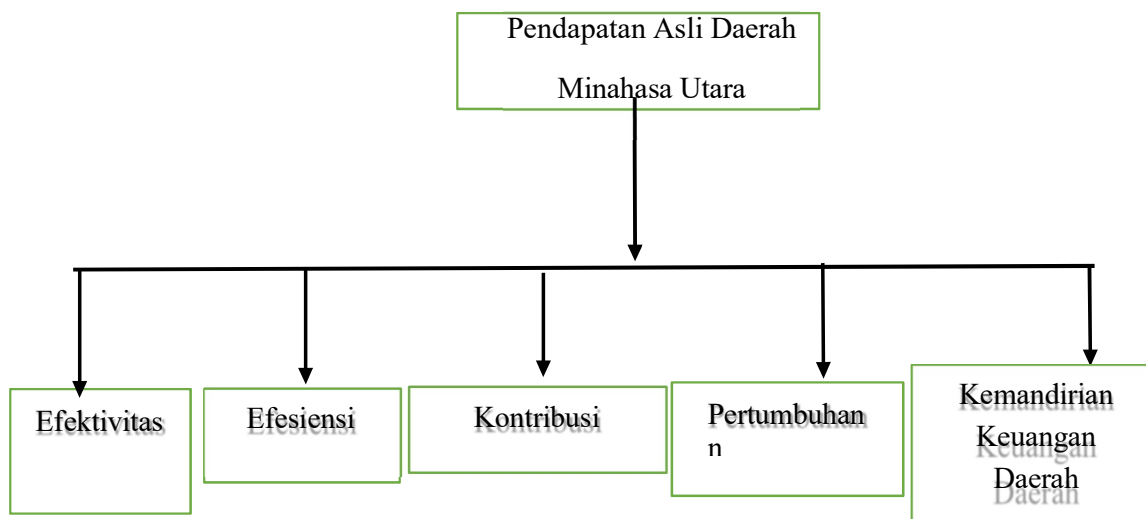 Pendapatan Asli Daerah
Minahasa Utara
Efektivitas
Efesiensi
Kontribusi
Pertumbuhan
n
Kemandirian
Keuangan
Daerah